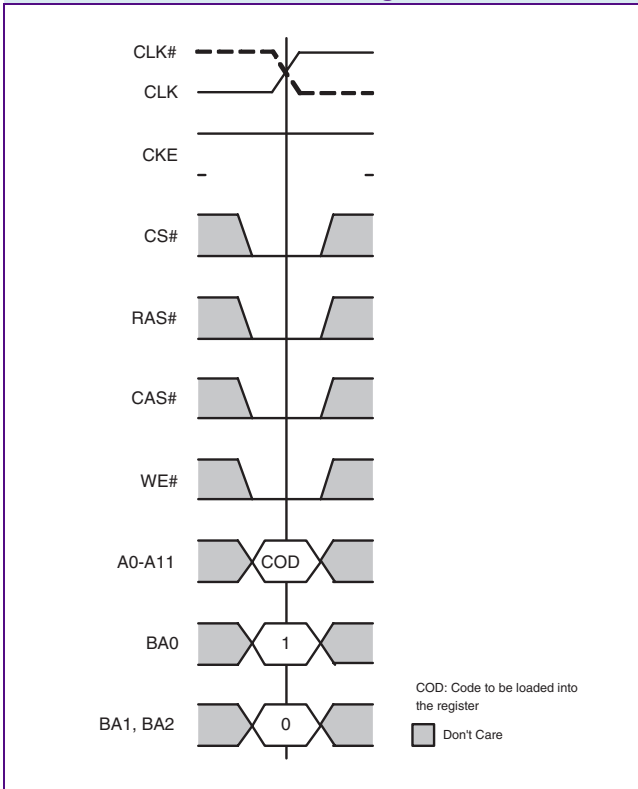 CLK#
CLK
CKE
CS#
RAS#
CAS#
WE#
A0-A11
COD
BA0
1
BA1, BA2
0
COD: Code to be loaded into
the register
Don't Care